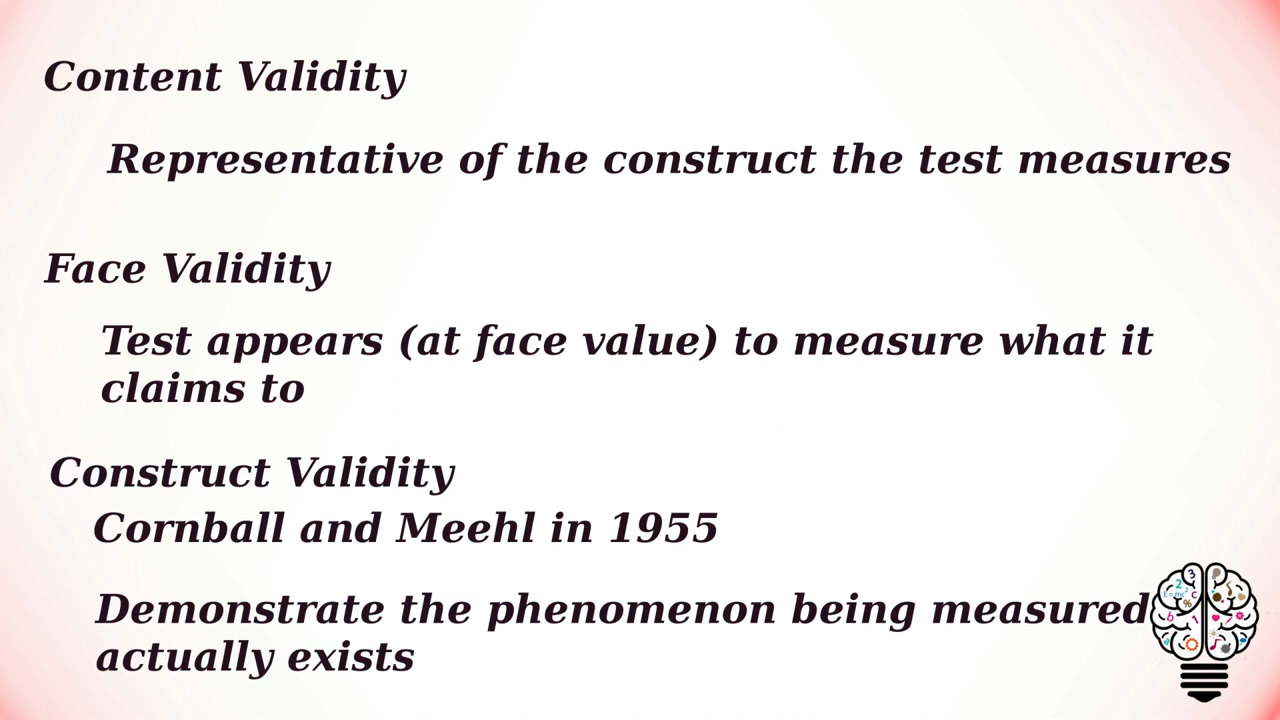 Content Validity
Representative of the construct the test measures
Face Validity
Test appears (at face value) to measure what it
claims to
Construct Validity
Cornball and Meehl in 1955
Demonstrate the phenomenon being measured
actually exists